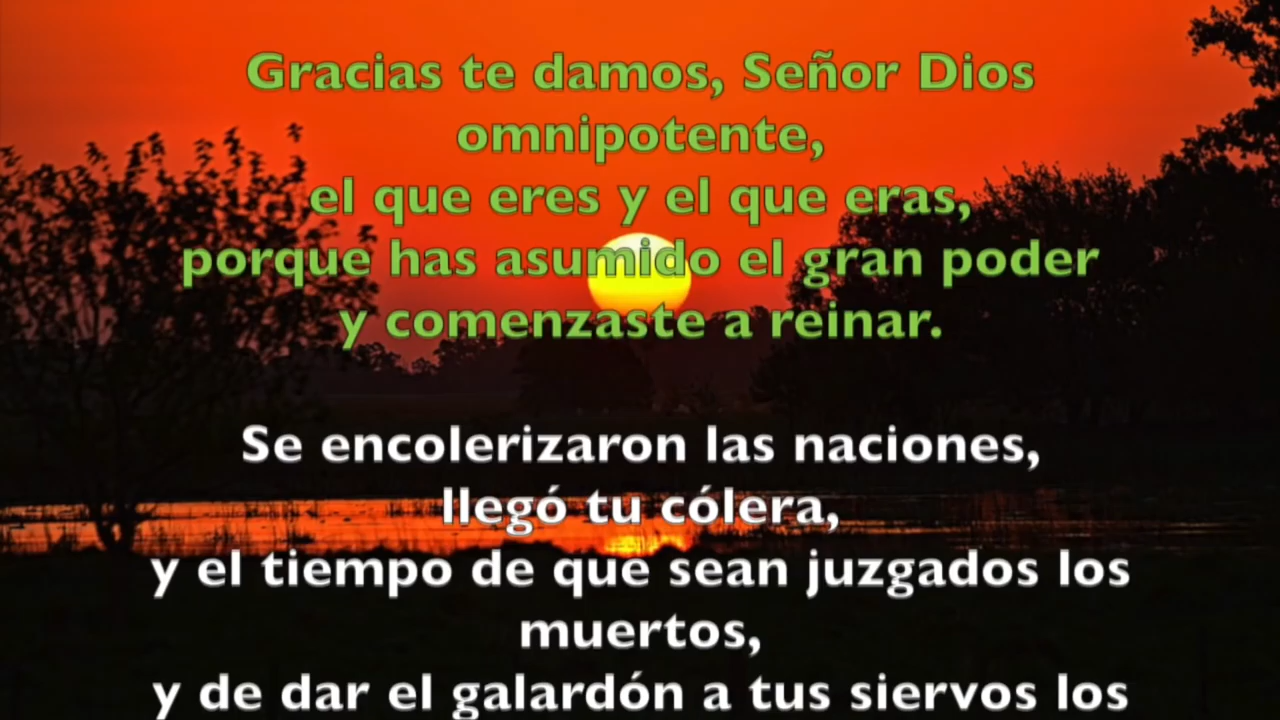 Gracias te damos, Señor Dios
omnipotente,
el que eres y el que eras,
porque has asumido el gran poder
y comenzaste a reinar.
Se encolerizaron las naciones,
llegó tu cólera,
y el tiempo de que sean juzgados los
muertos,
y de dar el galardón a tus siervos los